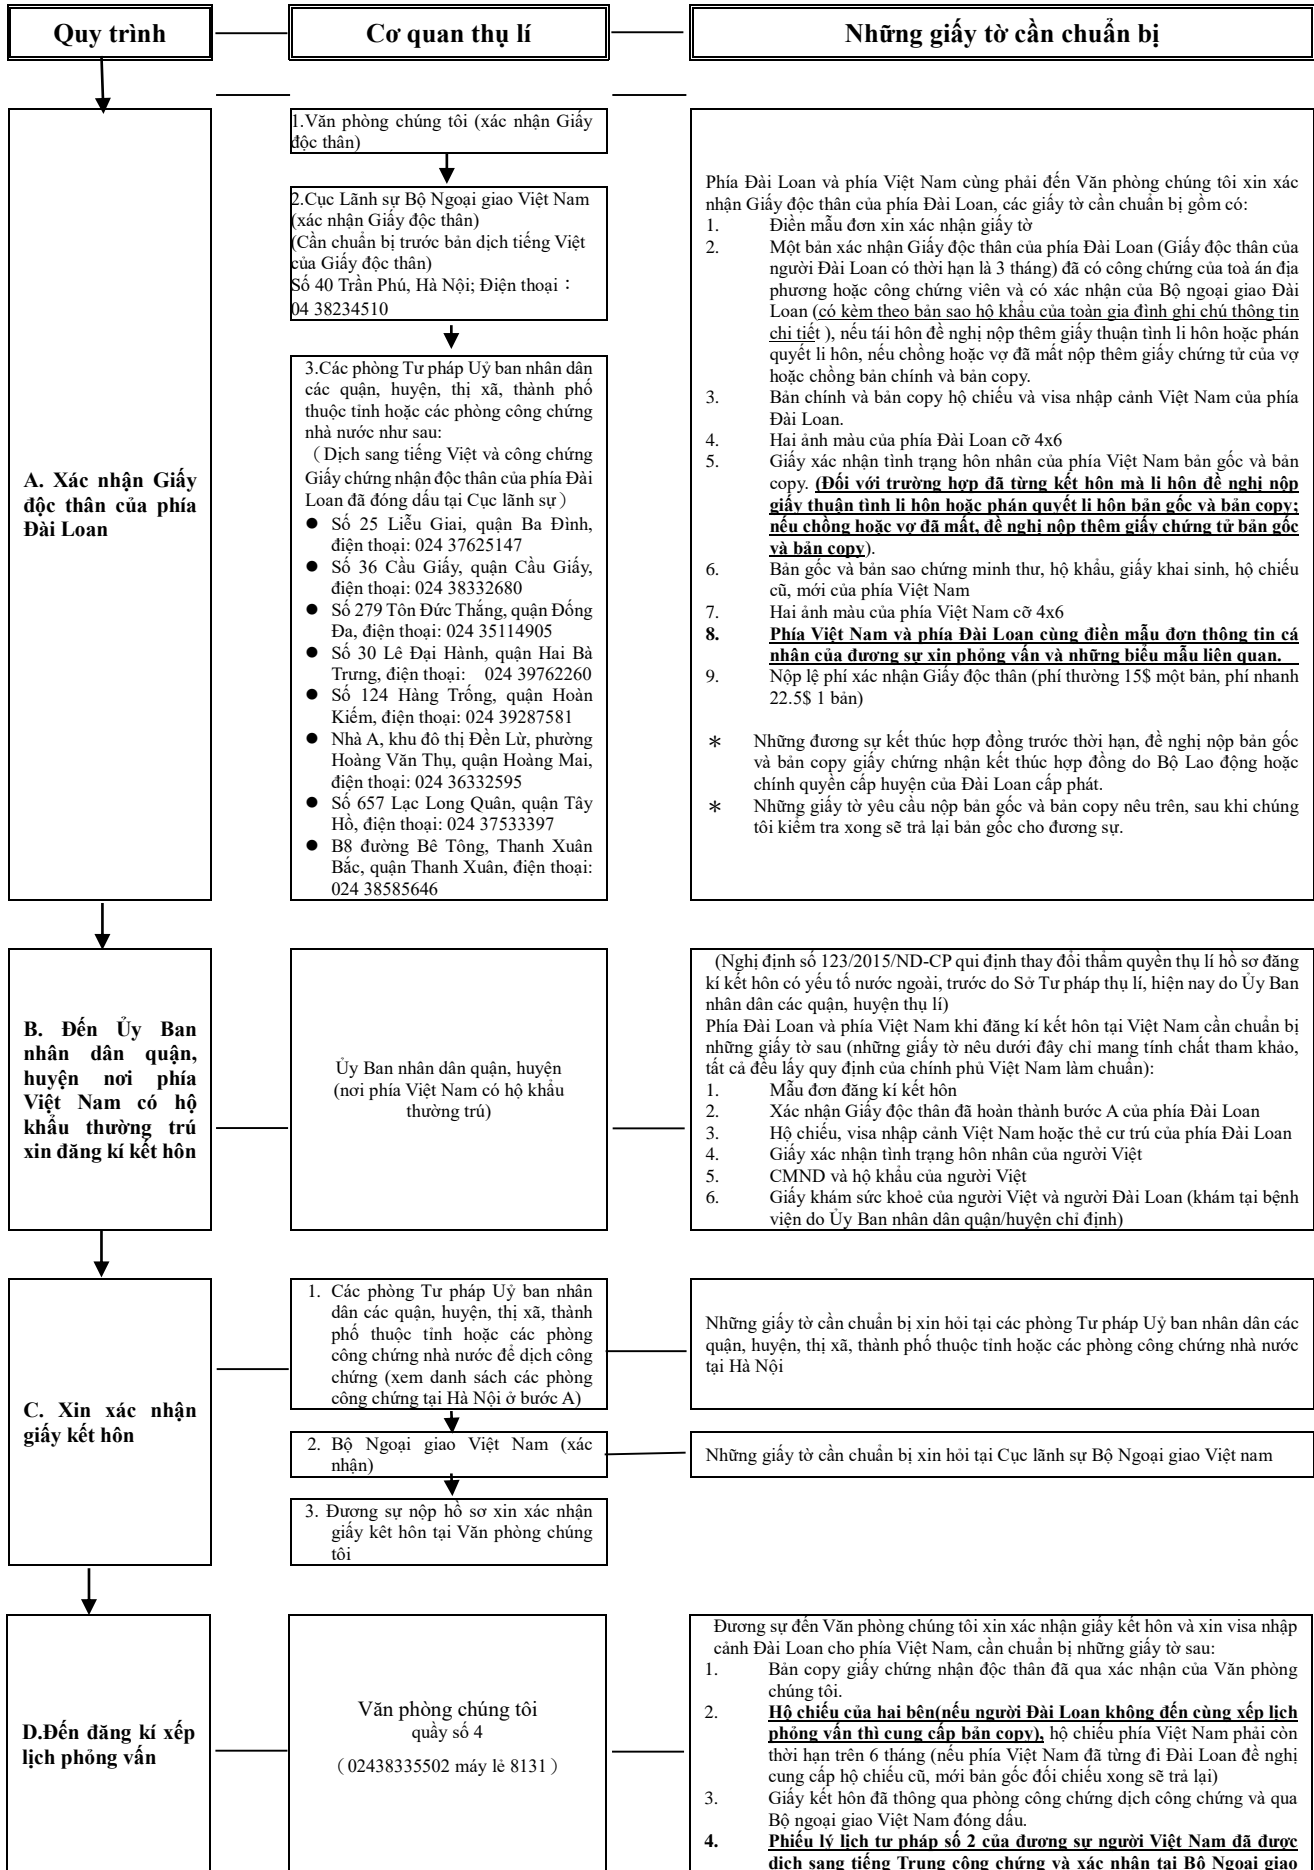 Quy trình
Cơ quan thụ lí
Những giấy tờ cần chuẩn bị
A. Xác nhận Giấy
độc thân của phía
Đài Loan
1.Văn phòng chúng tôi (xác nhận Giấy
độc thân)
2.Cục Lãnh sự Bộ Ngoại giao Việt Nam
(xác nhận Giấy độc thân)
(Cần chuẩn bị trước bản dịch tiếng Việt
của Giấy độc thân)
Số 40 Trần Phú, Hà Nội; Điện thoại：
04 38234510
3.Các phòng Tư pháp Uỷ ban nhân dân
các quận, huyện, thị xã, thành phố
thuộc tỉnh hoặc các phòng công chứng
nhà nước như sau:
（Dịch sang tiếng Việt và công chứng
Giấy chứng nhận độc thân của phía Đài
Loan đã đóng dấu tại Cục lãnh sự）
● Số 25 Liễu Giai, quận Ba Đình,
điện thoại: 024 37625147
● Số 36 Cầu Giấy, quận Cầu Giấy,
điện thoại: 024 38332680
● Số 279 Tôn Đức Thắng, quận Đống
Đa, điện thoại: 024 35114905
● Số 30 Lê Đại Hành, quận Hai Bà
Trưng, điện thoại: 024 39762260
● Số 124 Hàng Trống, quận Hoàn
Kiếm, điện thoại: 024 39287581
● Nhà A, khu đô thị Đền Lừ, phường
Hoàng Văn Thụ, quận Hoàng Mai,
điện thoại: 024 36332595
● Số 657 Lạc Long Quân, quận Tây
Hồ, điện thoại: 024 37533397
● B8 đường Bê Tông, Thanh Xuân
Bắc, quận Thanh Xuân, điện thoại:
024 38585646
Phía Đài Loan và phía Việt Nam cùng phải đến Văn phòng chúng tôi xin xác
nhận Giấy độc thân của phía Đài Loan, các giấy tờ cần chuẩn bị gồm có:
1. Điền mẫu đơn xin xác nhận giấy tờ
2. Một bản xác nhận Giấy độc thân của phía Đài Loan (Giấy độc thân của
người Đài Loan có thời hạn là 3 tháng) đã có công chứng của toà án địa
phương hoặc công chứng viên và có xác nhận của Bộ ngoại giao Đài
Loan (có kèm theo bản sao hộ khẩu của toàn gia đình ghi chú thông tin
chi tiết ), nếu tái hôn đề nghị nộp thêm giấy thuận tình li hôn hoặc phán
quyết li hôn, nếu chồng hoặc vợ đã mất nộp thêm giấy chứng tử của vợ
hoặc chồng bản chính và bản copy.
3. Bản chính và bản copy hộ chiếu và visa nhập cảnh Việt Nam của phía
Đài Loan.
4. Hai ảnh màu của phía Đài Loan cỡ 4x6
5. Giấy xác nhận tình trạng hôn nhân của phía Việt Nam bản gốc và bản
copy. (Đối với trường hợp đã từng kết hôn mà li hôn đề nghị nộp
giấy thuận tình li hôn hoặc phán quyết li hôn bản gốc và bản copy;
nếu chồng hoặc vợ đã mất, đề nghị nộp thêm giấy chứng tử bản gốc
và bản copy).
6. Bản gốc và bản sao chứng minh thư, hộ khẩu, giấy khai sinh, hộ chiếu
cũ, mới của phía Việt Nam
7. Hai ảnh màu của phía Việt Nam cỡ 4x6
8. Phía Việt Nam và phía Đài Loan cùng điền mẫu đơn thông tin cá
nhân của đương sự xin phỏng vấn và những biểu mẫu liên quan.
9. Nộp lệ phí xác nhận Giấy độc thân (phí thường 15$ một bản, phí nhanh
22.5$ 1 bản)
＊ Những đương sự kết thúc hợp đồng trước thời hạn, đề nghị nộp bản gốc
và bản copy giấy chứng nhận kết thúc hợp đồng do Bộ Lao động hoặc
chính quyền cấp huyện của Đài Loan cấp phát.
＊ Những giấy tờ yêu cầu nộp bản gốc và bản copy nêu trên, sau khi chúng
tôi kiểm tra xong sẽ trả lại bản gốc cho đương sự.
B. Đến Ủy Ban
nhân dân quận,
huyện nơi phía
Việt Nam có hộ
khẩu thường trú
xin đăng kí kết hôn
Ủy Ban nhân dân quận, huyện
(nơi phía Việt Nam có hộ khẩu
thường trú)
(Nghị định số 123/2015/ND-CP qui định thay đổi thẩm quyền thụ lí hồ sơ đăng
kí kết hôn có yếu tố nước ngoài, trước do Sở Tư pháp thụ lí, hiện nay do Ủy Ban
nhân dân các quận, huyện thụ lí)
Phía Đài Loan và phía Việt Nam khi đăng kí kết hôn tại Việt Nam cần chuẩn bị
những giấy tờ sau (những giấy tờ nêu dưới đây chỉ mang tính chất tham khảo,
tất cả đều lấy quy định của chính phủ Việt Nam làm chuẩn):
1. Mẫu đơn đăng kí kết hôn
2. Xác nhận Giấy độc thân đã hoàn thành bước A của phía Đài Loan
3. Hộ chiếu, visa nhập cảnh Việt Nam hoặc thẻ cư trú của phía Đài Loan
4. Giấy xác nhận tình trạng hôn nhân của người Việt
5. CMND và hộ khẩu của người Việt
6. Giấy khám sức khoẻ của người Việt và người Đài Loan (khám tại bệnh
viện do Ủy Ban nhân dân quận/huyện chỉ định)
C. Xin xác nhận
giấy kết hôn
1. Các phòng Tư pháp Uỷ ban nhân
dân các quận, huyện, thị xã, thành
phố thuộc tỉnh hoặc các phòng
công chứng nhà nước để dịch công
chứng (xem danh sách các phòng
công chứng tại Hà Nội ở bước A)
Những giấy tờ cần chuẩn bị xin hỏi tại các phòng Tư pháp Uỷ ban nhân dân các
quận, huyện, thị xã, thành phố thuộc tỉnh hoặc các phòng công chứng nhà nước
tại Hà Nội
2. Bộ Ngoại giao Việt Nam (xác
nhận)
Những giấy tờ cần chuẩn bị xin hỏi tại Cục lãnh sự Bộ Ngoại giao Việt nam
3. Đương sự nộp hồ sơ xin xác nhận
giấy kêt hôn tại Văn phòng chúng
tôi
D.Đến đăng kí xếp
lịch phỏng vấn
Văn phòng chúng tôi
quầy số 4
（02438335502 máy lẻ 8131）
Đương sự đến Văn phòng chúng tôi xin xác nhận giấy kết hôn và xin visa nhập
cảnh Đài Loan cho phía Việt Nam, cần chuẩn bị những giấy tờ sau:
1. Bản copy giấy chứng nhận độc thân đã qua xác nhận của Văn phòng
chúng tôi.
2. Hộ chiếu của hai bên(nếu người Đài Loan không đến cùng xếp lịch
phỏng vấn thì cung cấp bản copy), hộ chiếu phía Việt Nam phải còn
thời hạn trên 6 tháng (nếu phía Việt Nam đã từng đi Đài Loan đề nghị
cung cấp hộ chiếu cũ, mới bản gốc đối chiếu xong sẽ trả lại)
3. Giấy kết hôn đã thông qua phòng công chứng dịch công chứng và qua
Bộ ngoại giao Việt Nam đóng dấu.
4. Phiếu lý lịch tư pháp số 2 của đương sự người Việt Nam đã được
dịch sang tiếng Trung công chứng và xác nhận tại Bộ Ngoại giao